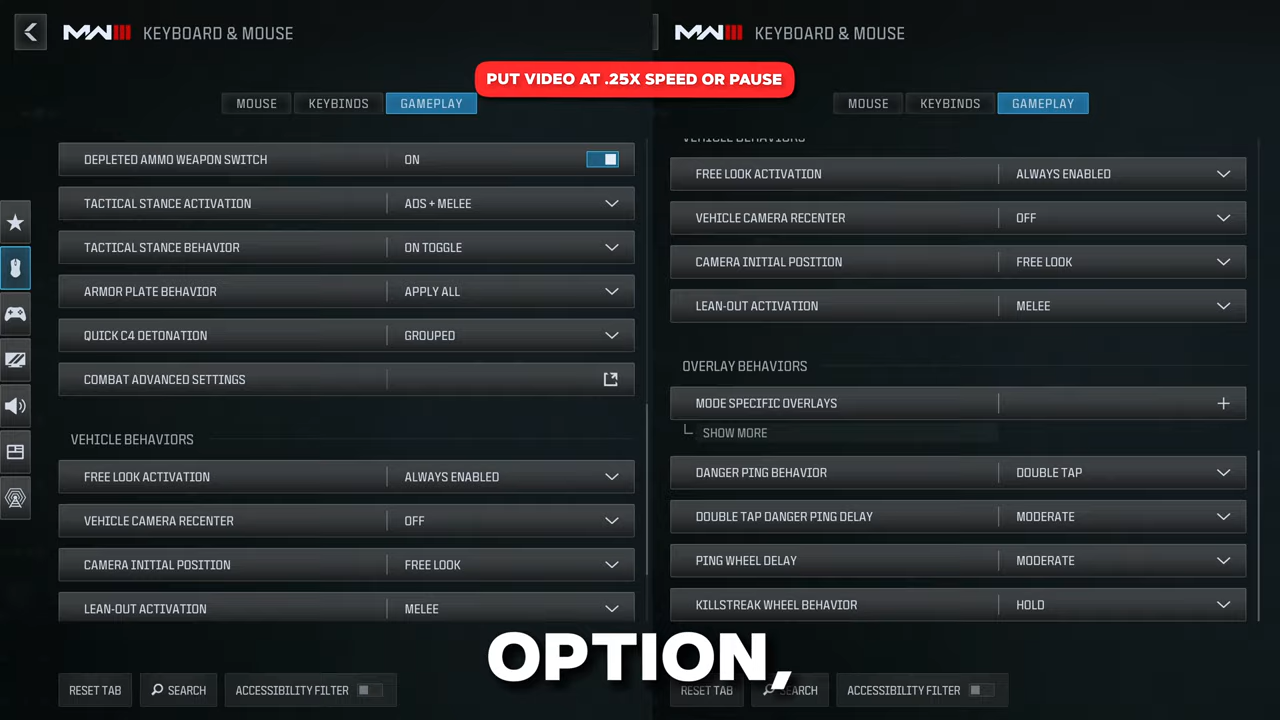 MWIII KEYBOARD & MOUSE
PUT VIDEO AT .25X SPEED OR PAUSE
MOUSE KEYBINDS GAMEPLAY
DEPLETED AMMO WEAPON SWITCH ON
TACTICAL STANCE ACTIVATION ADS + MELEE
TACTICAL STANCE BEHAVIOR ON TOGGLE
ARMOR PLATE BEHAVIOR APPLY ALL
QUICK C4 DETONATION GROUPED
COMBAT ADVANCED SETTINGS
VEHICLE BEHAVIORS
FREE LOOK ACTIVATION ALWAYS ENABLED
VEHICLE CAMERA RECENTER OFF
CAMERA INITIAL POSITION FREE LOOK
LEAN-OUT ACTIVATION MELEE
RESET TAB SEARCH ACCESSIBILITY FILTER
MWIII KEYBOARD & MOUSE
MOUSE KEYBINDS GAMEPLAY
VEHICLE BEHAVIORS
FREE LOOK ACTIVATION ALWAYS ENABLED
VEHICLE CAMERA RECENTER OFF
CAMERA INITIAL POSITION FREE LOOK
LEAN-OUT ACTIVATION MELEE
OVERLAY BEHAVIORS
MODE SPECIFIC OVERLAYS
SHOW MORE
DANGER PING BEHAVIOR DOUBLE TAP
DOUBLE TAP DANGER PING DELAY MODERATE
PING WHEEL DELAY MODERATE
KILLSTREAK WHEEL BEHAVIOR HOLD
OPTION,
RESET TAB SEARCH ACCESSIBILITY FILTER